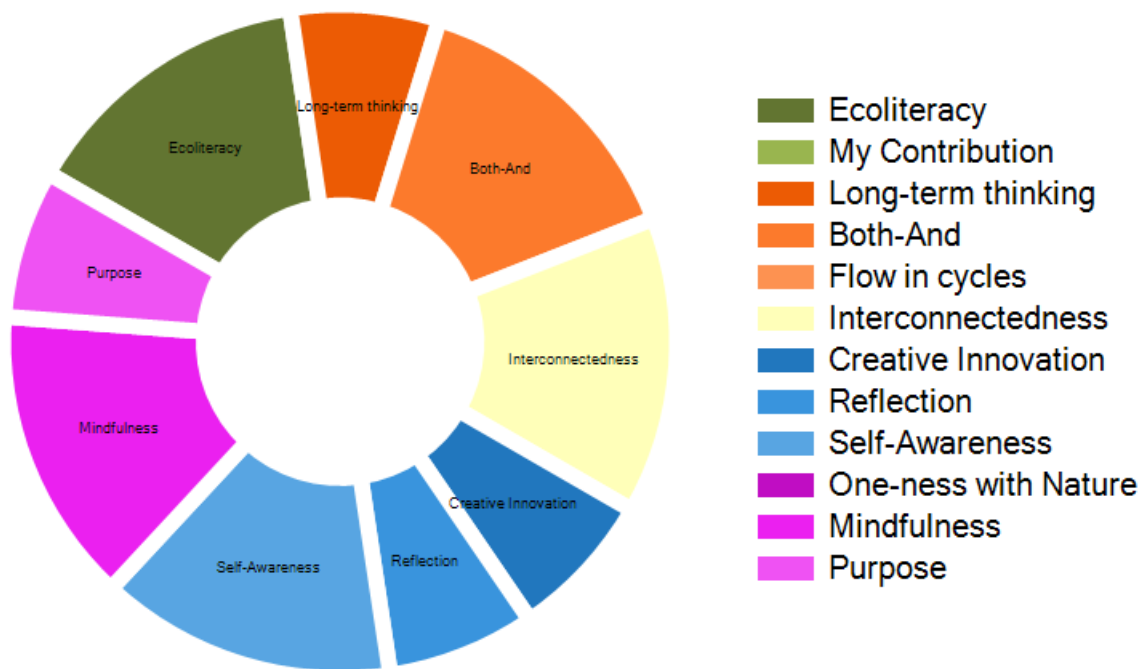 Long-term thinking
Both-And
Ecoliteracy
Purpose
Interconnectedness
Mindfulness
Creative Innovation
Reflection
Self-Awareness
Ecoliteracy
My Contribution
Long-term thinking
Both-And
Flow in cycles
Interconnectedness
Creative Innovation
Reflection
Self-Awareness
One-ness with Nature
Mindfulness
Purpose